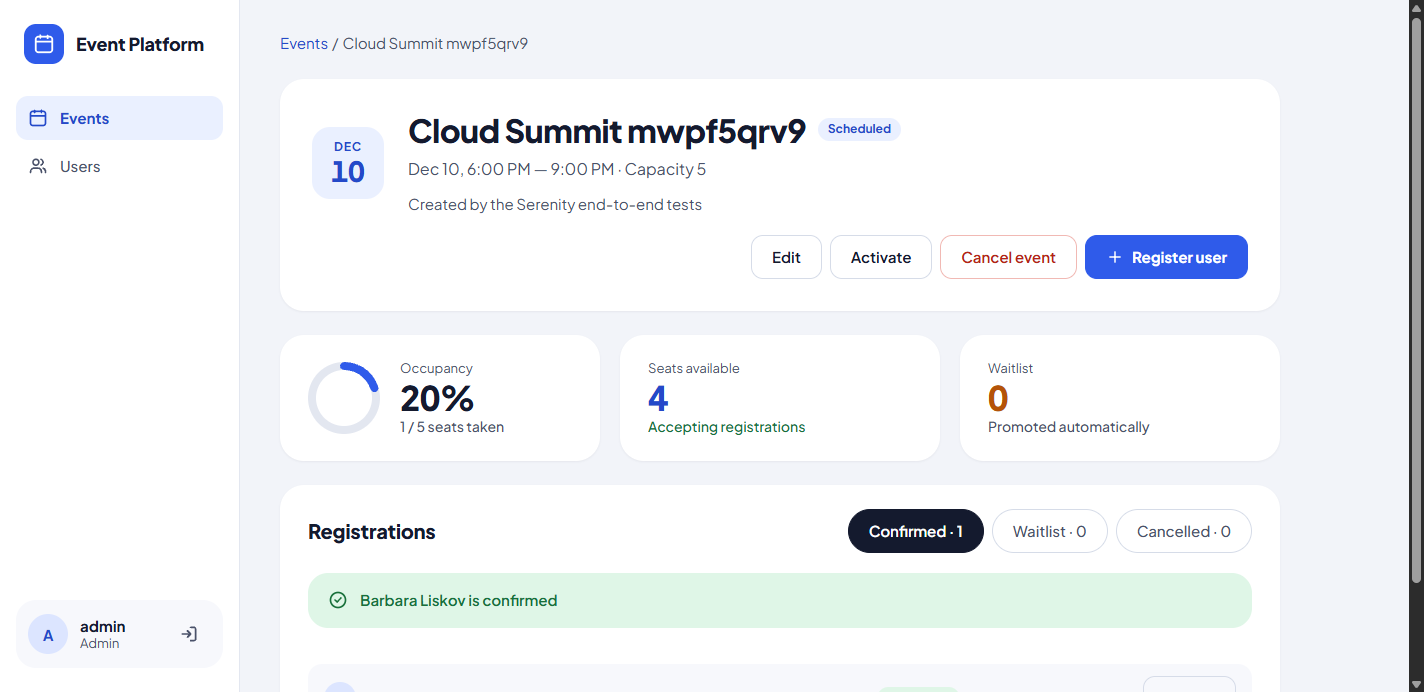 Event Platform
Events
Users
admin
Admin
A
Events / Cloud Summit mwpf5qrv9
DEC
10
Cloud Summit mwpf5qrv9
Scheduled
Dec 10, 6:00 PM — 9:00 PM · Capacity 5
Created by the Serenity end-to-end tests
Edit
Activate
Cancel event
+ Register user
Occupancy
20%
1 / 5 seats taken
Seats available
4
Accepting registrations
Waitlist
0
Promoted automatically
Registrations
Confirmed · 1
Waitlist · 0
Cancelled · 0
Barbara Liskov is confirmed